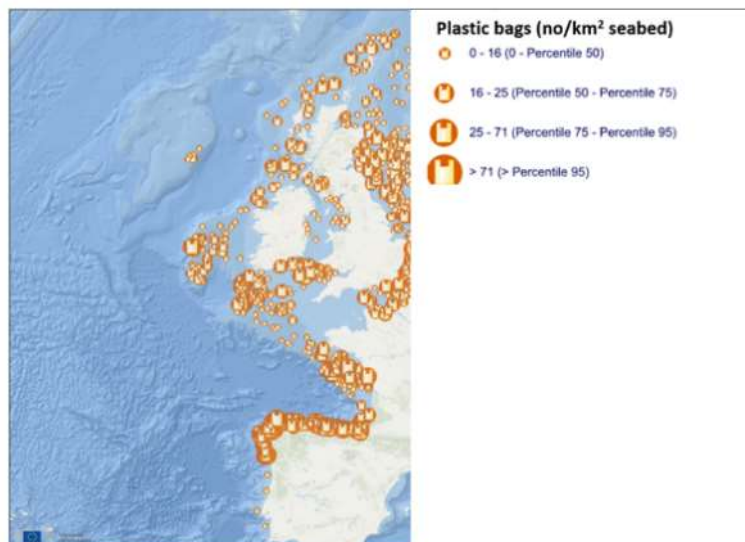 Plastic bags (no/km² seabed)
0 - 16 (0 - Percentile 50)
16 - 25 (Percentile 50 - Percentile 75)
25 - 71 (Percentile 75 - Percentile 95)
> 71 (> Percentile 95)